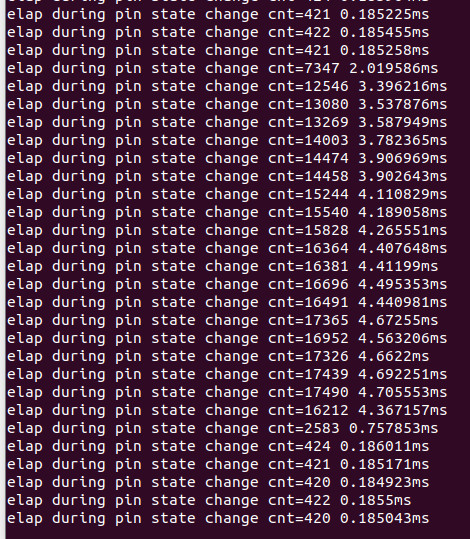 elap during pin state change cnt=421 0.185225ms
elap during pin state change cnt=422 0.185455ms
elap during pin state change cnt=421 0.185258ms
elap during pin state change cnt=7347 2.019586ms
elap during pin state change cnt=12546 3.396216ms
elap during pin state change cnt=13080 3.537876ms
elap during pin state change cnt=13269 3.587949ms
elap during pin state change cnt=14003 3.782365ms
elap during pin state change cnt=14474 3.906969ms
elap during pin state change cnt=14458 3.902643ms
elap during pin state change cnt=15244 4.110829ms
elap during pin state change cnt=15540 4.189058ms
elap during pin state change cnt=15828 4.265551ms
elap during pin state change cnt=16364 4.407648ms
elap during pin state change cnt=16381 4.41199ms
elap during pin state change cnt=16696 4.495353ms
elap during pin state change cnt=16491 4.440981ms
elap during pin state change cnt=17365 4.67255ms
elap during pin state change cnt=16952 4.563206ms
elap during pin state change cnt=17326 4.6622ms
elap during pin state change cnt=17439 4.692251ms
elap during pin state change cnt=17490 4.705553ms
elap during pin state change cnt=16212 4.367157ms
elap during pin state change cnt=2583 0.757853ms
elap during pin state change cnt=424 0.186011ms
elap during pin state change cnt=421 0.185171ms
elap during pin state change cnt=420 0.184923ms
elap during pin state change cnt=422 0.1855ms
elap during pin state change cnt=420 0.185043ms